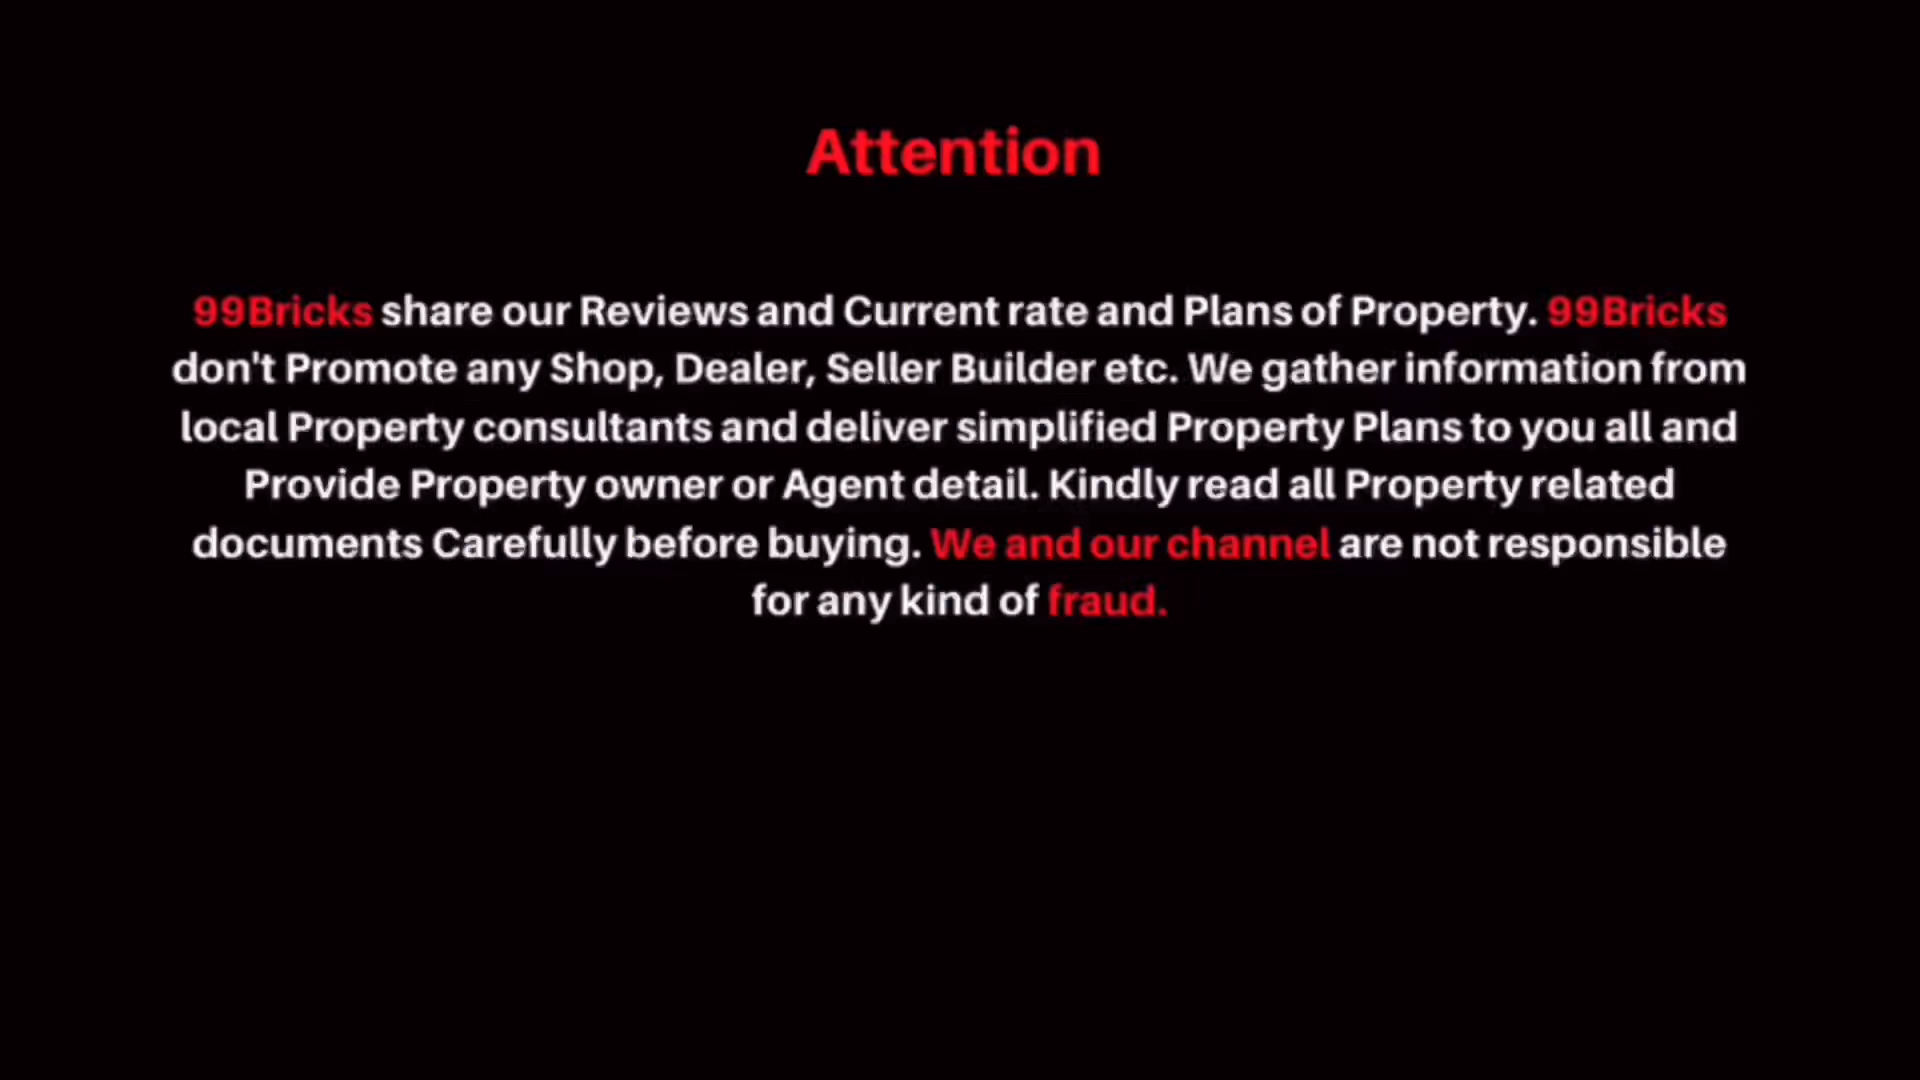 Attention
99Bricks share our Reviews and Current rate and Plans of Property. 99Bricks
don't Promote any Shop, Dealer, Seller Builder etc. We gather information from
local Property consultants and deliver simplified Property Plans to you all and
Provide Property owner or Agent detail. Kindly read all Property related
documents Carefully before buying. We and our channel are not responsible
for any kind of fraud.